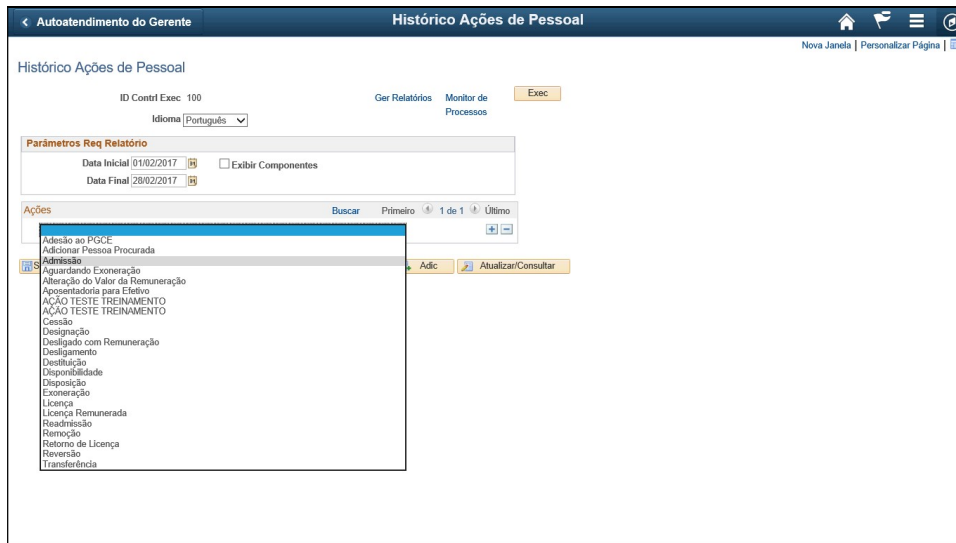 Autoatendimento do Gerente Histórico Ações de Pessoal
Nova Janela | Personalizar Página |
Histórico Ações de Pessoal
ID Contrl Exec 100 Ger Relatórios Monitor de Processos Exec
Idioma Português
Parâmetros Req Relatório
Data Inicial 01/02/2017 Exibir Componentes
Data Final 28/02/2017
Ações Buscar Primeiro 1 de 1 Último
Adesão ao PGCE
Adicionar Pessoa Procurada
Admissão
S Adic Atualizar/Consultar
Aguardando Exoneração
Alteração do Valor da Remuneração
Aposentadoria para Efetivo
AÇÃO TESTE TREINAMENTO
AÇÃO TESTE TREINAMENTO
Cessão
Designação
Desligado com Remuneração
Desligamento
Destituição
Disponibilidade
Disposição
Exoneração
Licença
Licença Remunerada
Readmissão
Remoção
Retorno de Licença
Reversão
Transferência